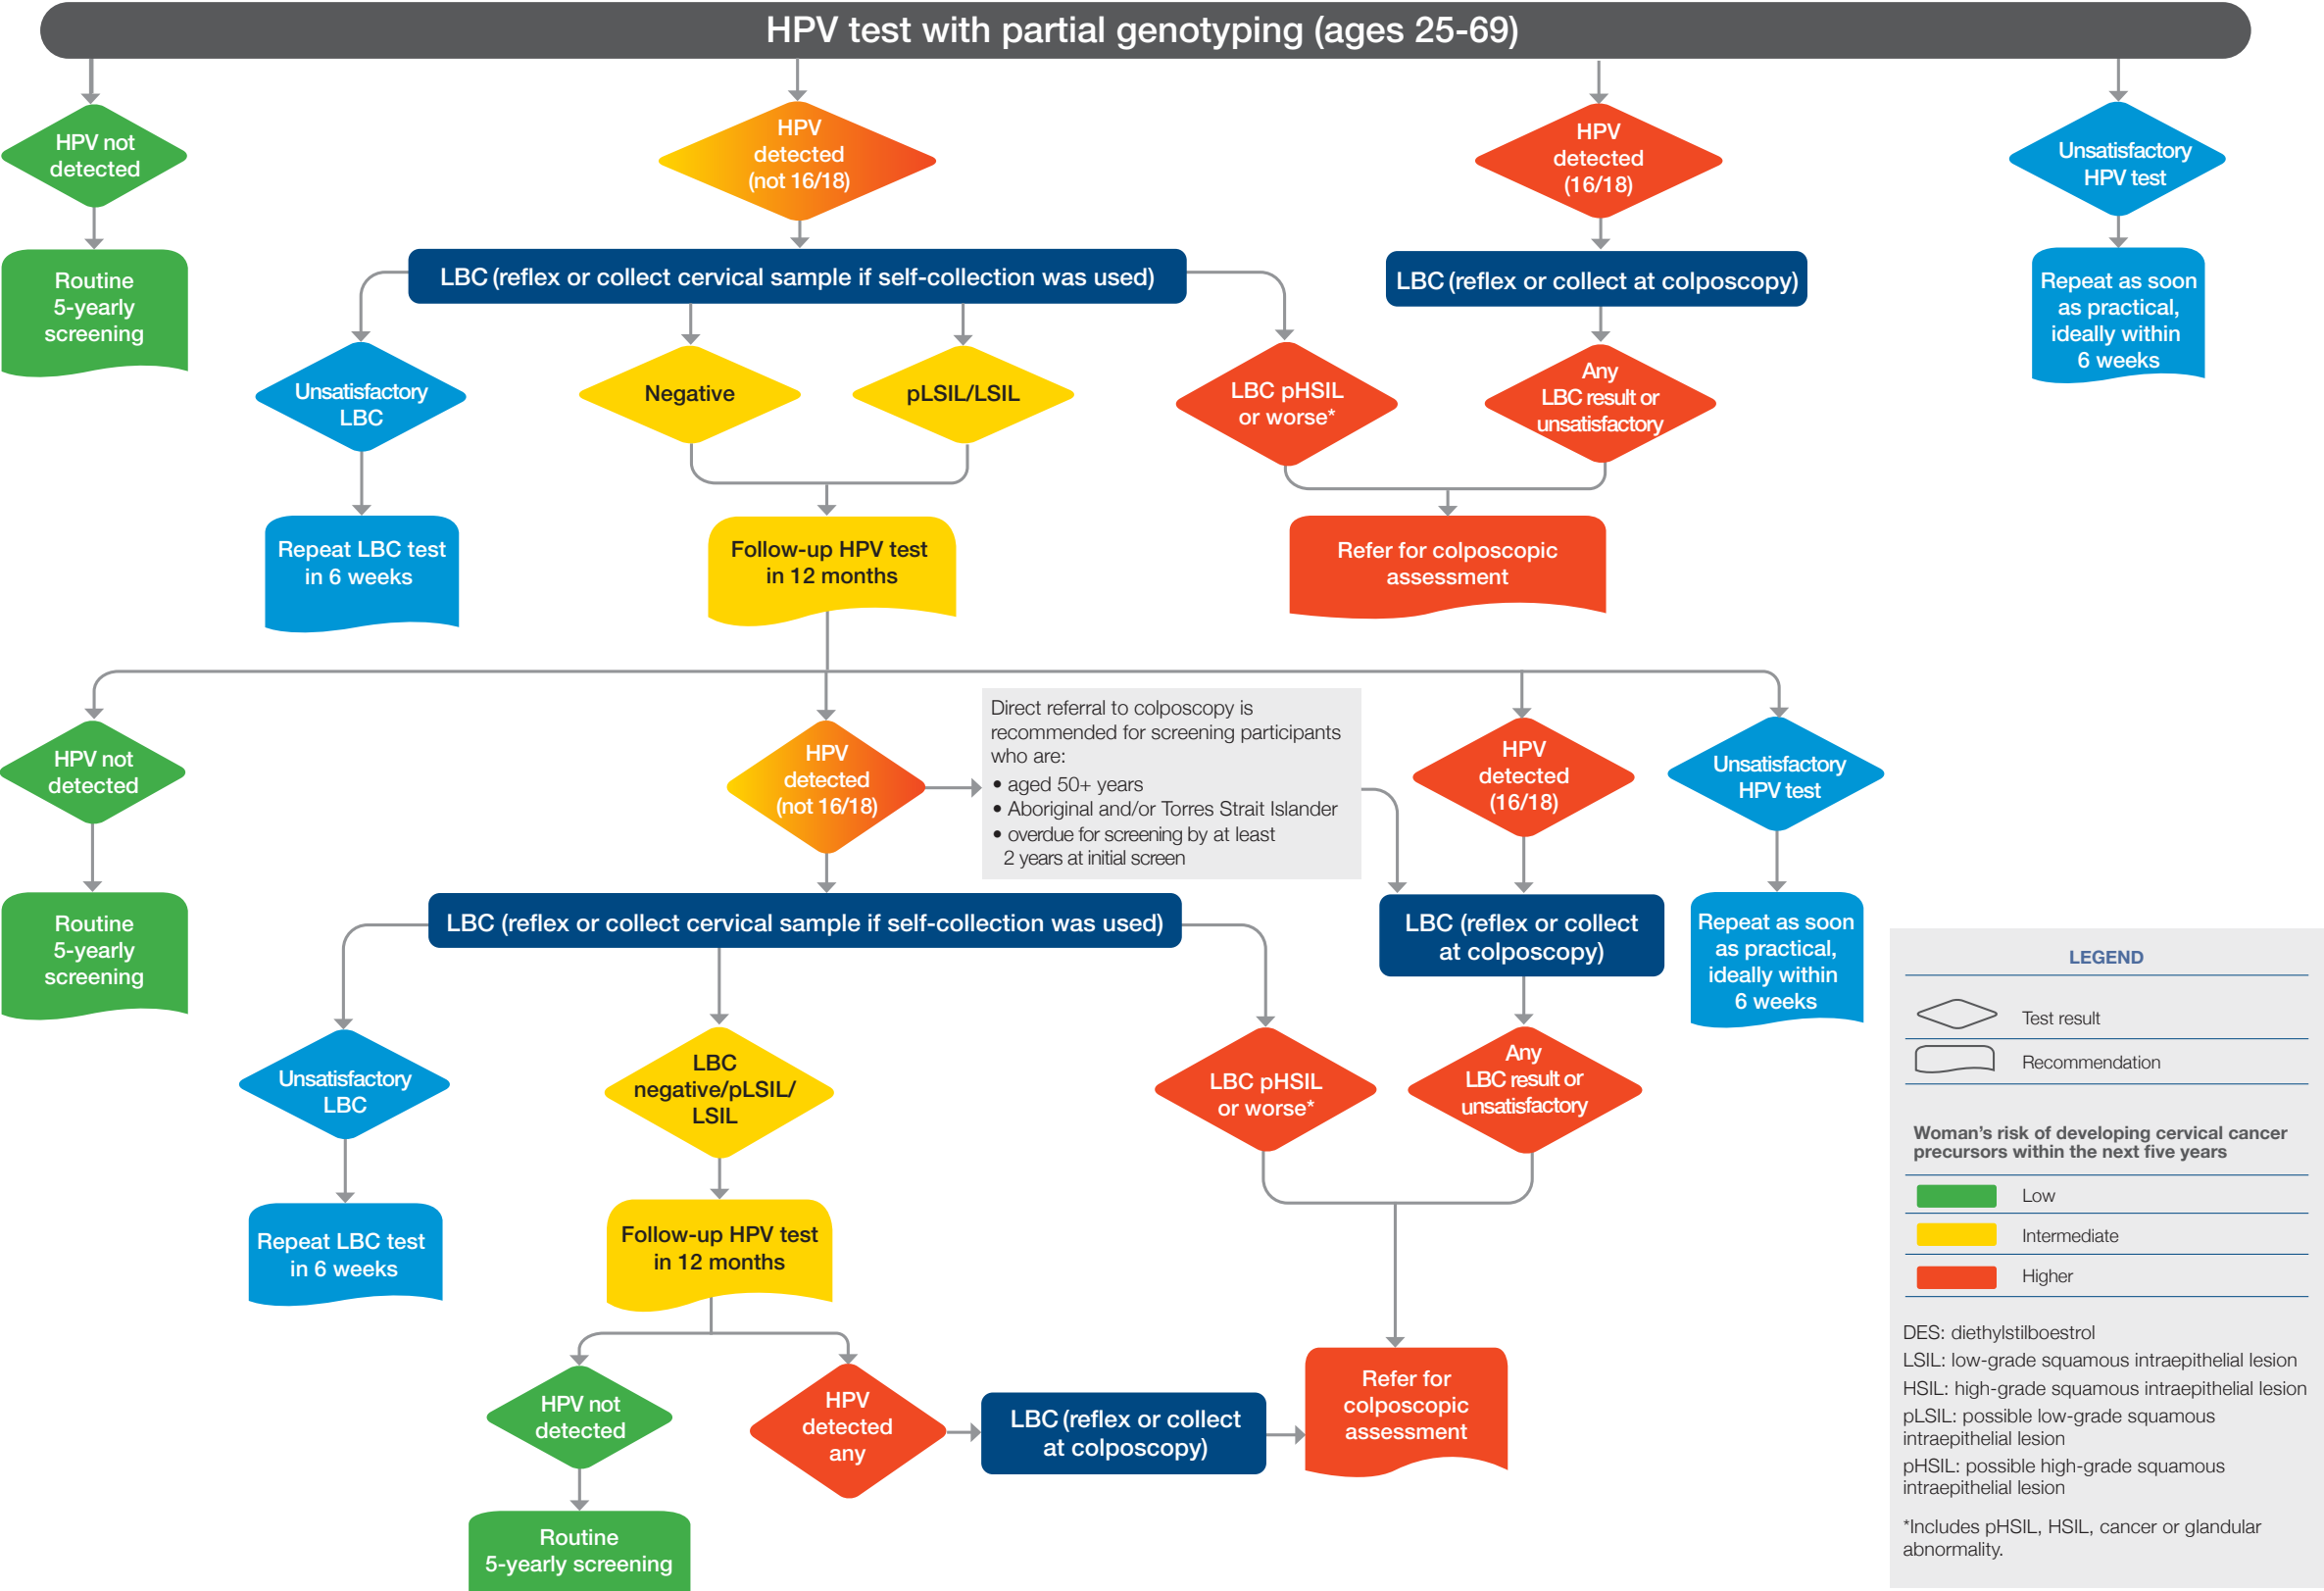 HPV test with partial genotyping (ages 25-69)
HPV not
detected
HPV
detected
(not 16/18)
HPV
detected
(16/18)
Unsatisfactory
HPV test
Routine
5-yearly
screening
LBC (reflex or collect cervical sample if self-collection was used)
LBC (reflex or collect at colposcopy)
Repeat as soon
as practical,
ideally within
6 weeks
Unsatisfactory
LBC
Negative
pLSIL/LSIL
LBC pHSIL
or worse*
Any
LBC result or
unsatisfactory
Repeat LBC test
in 6 weeks
Follow-up HPV test
in 12 months
Refer for colposcopic
assessment
HPV not
detected
HPV
detected
(not 16/18)
Direct referral to colposcopy is
recommended for screening participants
who are:
• aged 50+ years
• Aboriginal and/or Torres Strait Islander
• overdue for screening by at least
2 years at initial screen
HPV
detected
(16/18)
Unsatisfactory
HPV test
Routine
5-yearly
screening
LBC (reflex or collect cervical sample if self-collection was used)
LBC (reflex or collect
at colposcopy)
Repeat as soon
as practical,
ideally within
6 weeks
Unsatisfactory
LBC
LBC
negative/pLSIL/
LSIL
LBC pHSIL
or worse*
Any
LBC result or
unsatisfactory
Repeat LBC test
in 6 weeks
Follow-up HPV test
in 12 months
HPV not
detected
HPV
detected
any
LBC (reflex or collect
at colposcopy)
Refer for
colposcopic
assessment
Routine
5-yearly screening
LEGEND
Test result
Recommendation
Woman's risk of developing cervical cancer
precursors within the next five years
Low
Intermediate
Higher
DES: diethylstilboestrol
LSIL: low-grade squamous intraepithelial lesion
HSIL: high-grade squamous intraepithelial lesion
pLSIL: possible low-grade squamous
intraepithelial lesion
pHSIL: possible high-grade squamous
intraepithelial lesion
*Includes pHSIL, HSIL, cancer or glandular
abnormality.